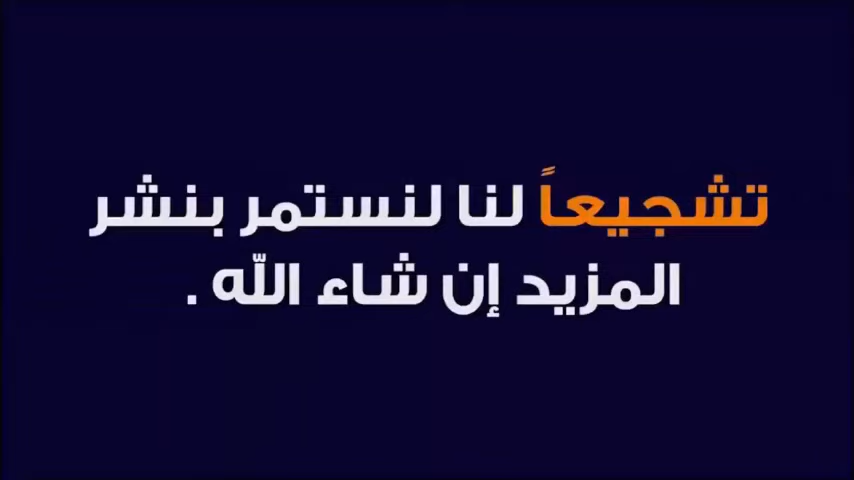 تشجيعاً لنا لنستمر بنشر
المزيد إن شاء الله .